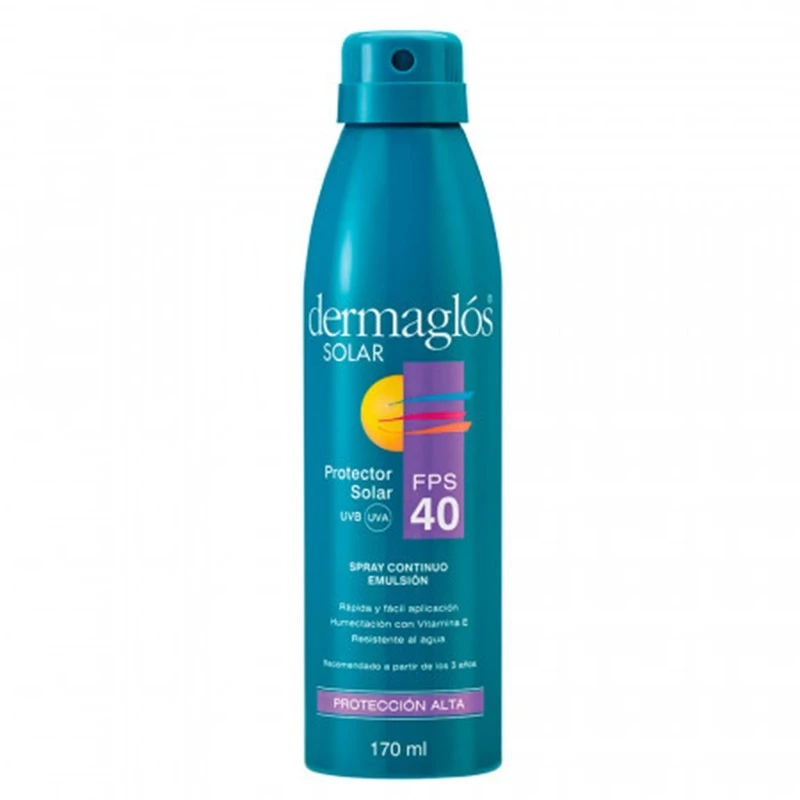 dermaglós®
SOLAR
Protector
Solar
UVB UVA
FPS
40
SPRAY CONTINUO
EMULSIÓN
Rápida y fácil aplicación
Humectación con Vitamina E
Resistente al agua
Recomendado a partir de los 3 años
PROTECCIÓN ALTA
170 ml